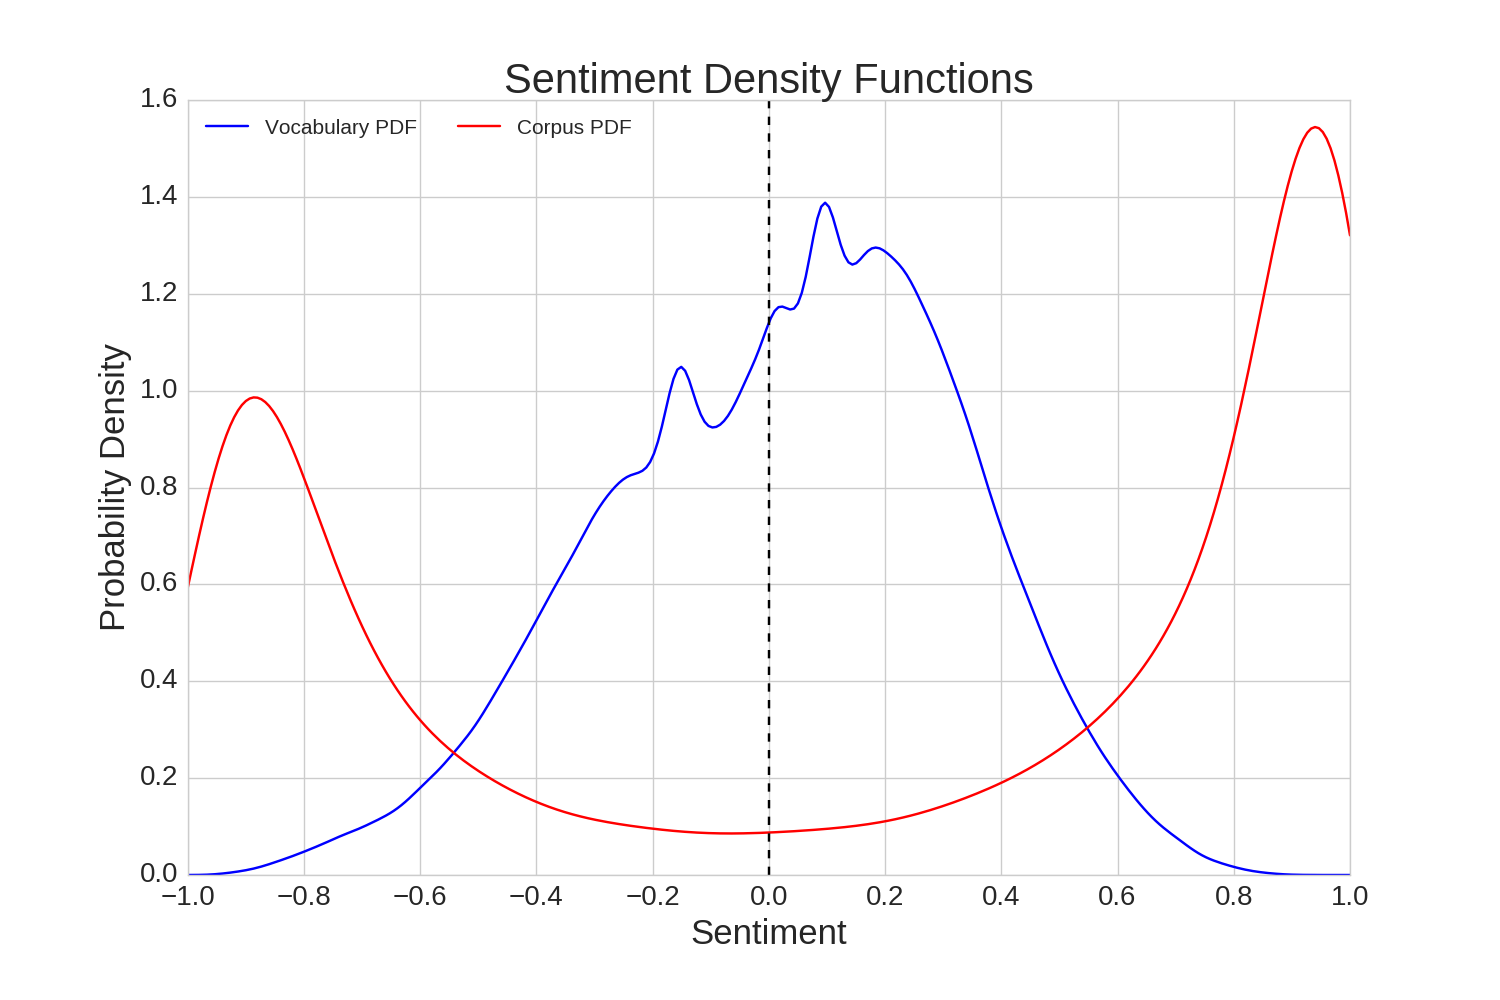 Sentiment Density Functions
Vocabulary PDF
Corpus PDF
Probability Density
1.6
1.4
1.2
1.0
0.8
0.6
0.4
0.2
0.0
−1.0 −0.8 −0.6 −0.4 −0.2 0.0 0.2 0.4 0.6 0.8 1.0
Sentiment